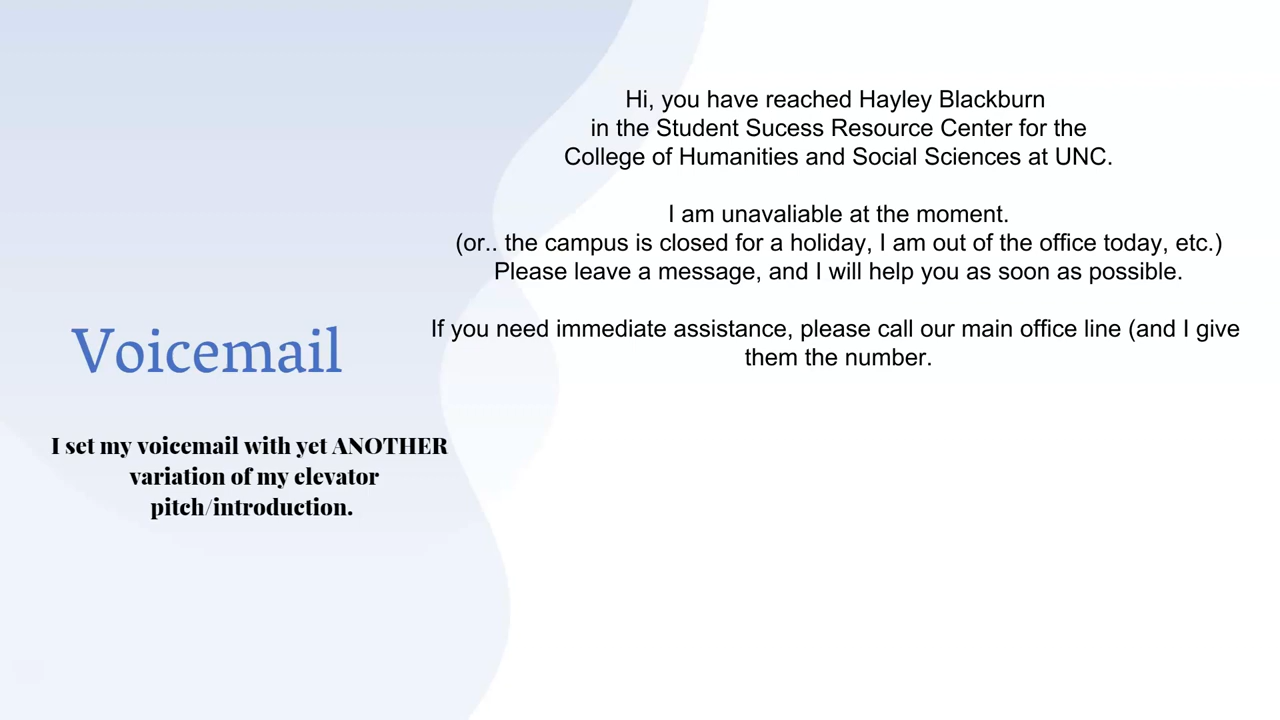 Voicemail
I set my voicemail with yet ANOTHER
variation of my elevator
pitch/introduction.
Hi, you have reached Hayley Blackburn
in the Student Sucess Resource Center for the
College of Humanities and Social Sciences at UNC.
I am unavaliable at the moment.
(or.. the campus is closed for a holiday, I am out of the office today, etc.)
Please leave a message, and I will help you as soon as possible.
If you need immediate assistance, please call our main office line (and I give
them the number.